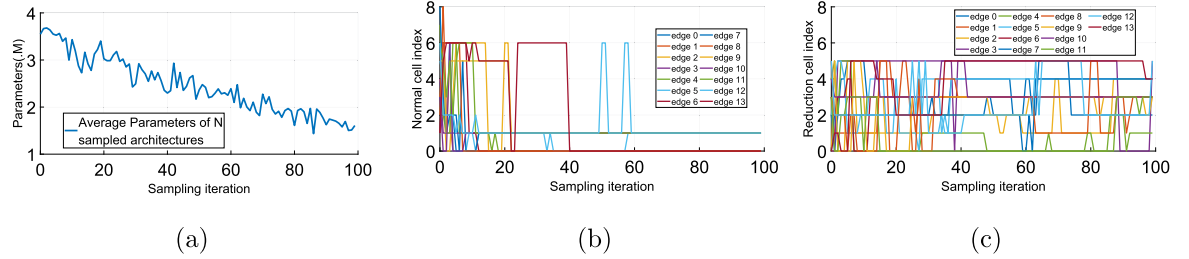 4
3
2
1
0 20 40 60 80 100
Parameters(.M)
Sampling iteration
Average Parameters of N
sampled architectures
(a)
8
6
4
2
0
0 20 40 60 80 100
Normal cell index
Sampling iteration
edge 0 edge 7
edge 1 edge 8
edge 2 edge 9
edge 3 edge 10
edge 4 edge 11
edge 5 edge 12
edge 6 edge 13
(b)
8
6
4
2
0
0 20 40 60 80 100
Reduction cell index
Sampling iteration
edge 0 edge 4 edge 8 edge 12
edge 1 edge 5 edge 9 edge 13
edge 2 edge 6 edge 10
edge 3 edge 7 edge 11
(c)